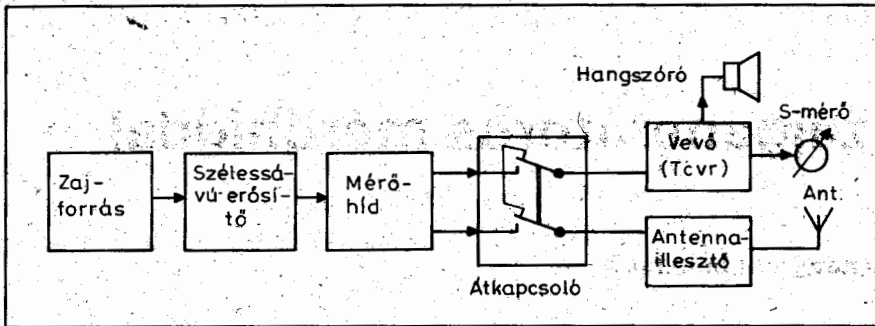 Hangszóró
S-mérő
Zaj-
forrás
Szélessá-
vú-erősí-
tő
Mérő-
híd
Vevő
(Tcvr)
Ant.
Antenna-
illesztő
Átkapcsoló